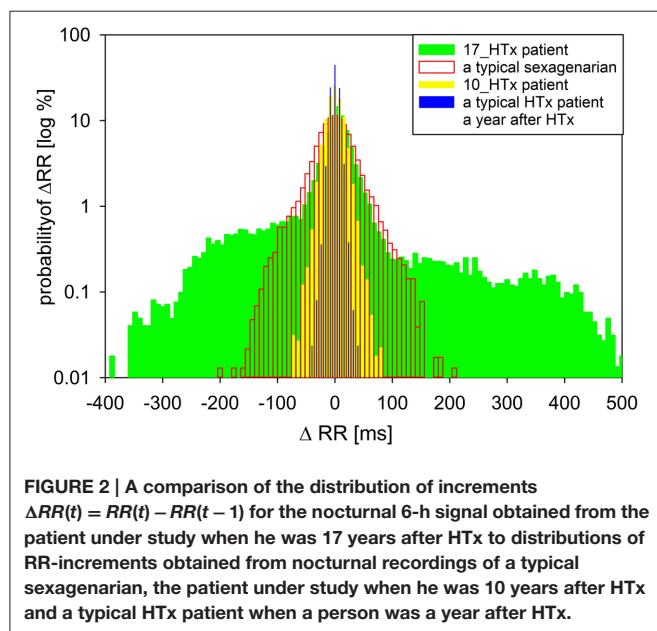 100
10
1
0.1
0.01
probabilityof ΔRR [log %]
17_HTx patient
a typical sexagenarian
10_HTx patient
a typical HTx patient
a year after HTx
-400 -300 -200 -100 0 100 200 300 400 500
Δ RR [ms]
FIGURE 2 | A comparison of the distribution of increments
ΔRR(t) = RR(t) − RR(t − 1) for the nocturnal 6-h signal obtained from the
patient under study when he was 17 years after HTx to distributions of
RR-increments obtained from nocturnal recordings of a typical
sexagenarian, the patient under study when he was 10 years after HTx
and a typical HTx patient when a person was a year after HTx.